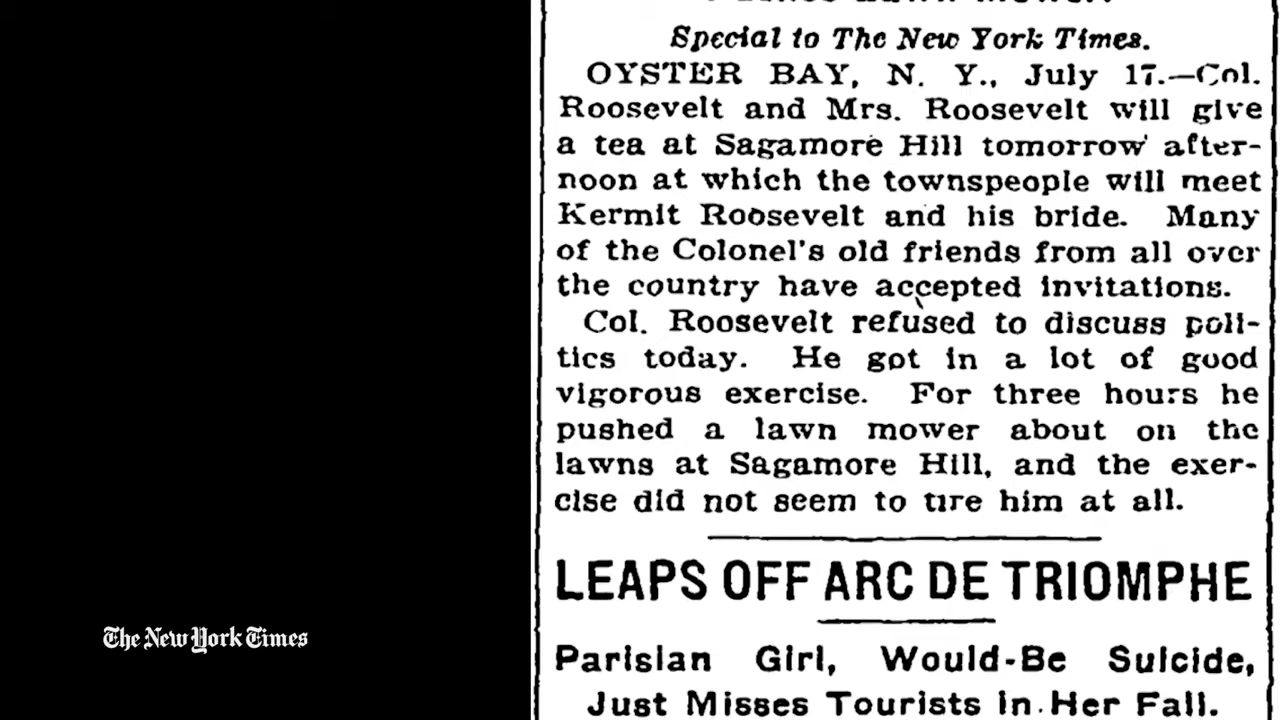 Special to The New York Times.
OYSTER BAY, N. Y., July 17.—Col.
Roosevelt and Mrs. Roosevelt will give
a tea at Sagamore Hill tomorrow after-
noon at which the townspeople will meet
Kermit Roosevelt and his bride. Many
of the Colonel's old friends from all over
the country have accepted invitations.
Col. Roosevelt refused to discuss poli-
tics today. He got in a lot of good
vigorous exercise. For three hours he
pushed a lawn mower about on the
lawns at Sagamore Hill, and the exer-
cise did not seem to tire him at all.
LEAPS OFF ARC DE TRIOMPHE
Parisian Girl, Would-Be Suicide,
Just Misses Tourists in Her Fall.
The New York Times